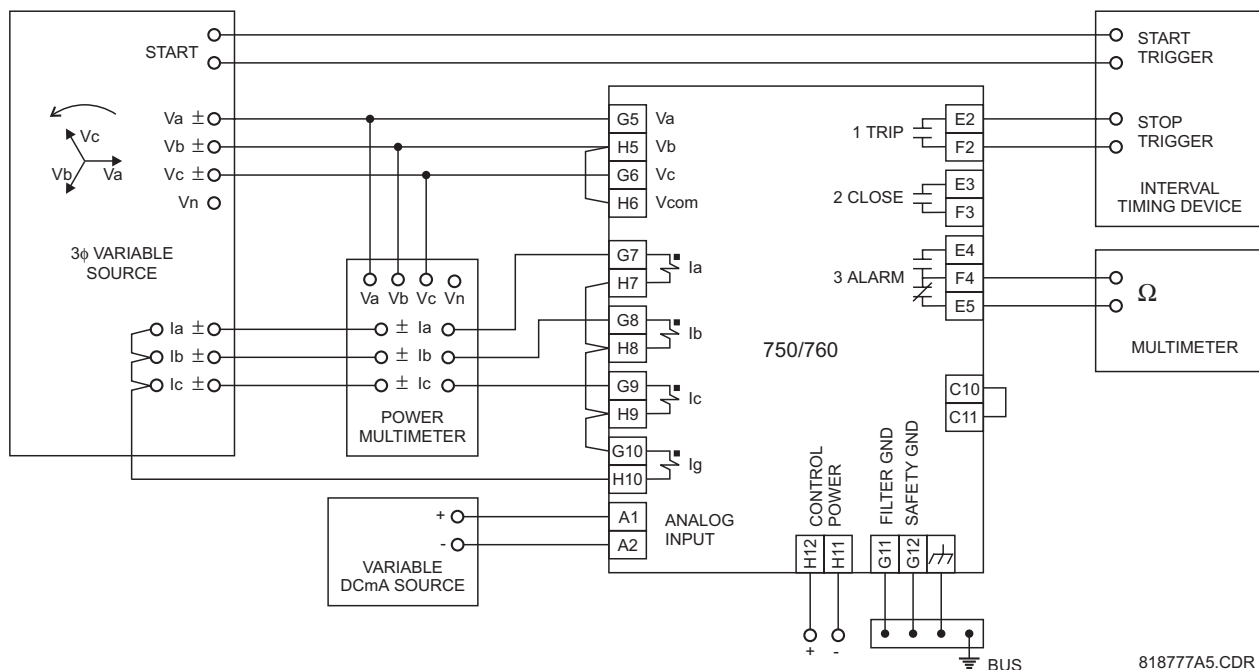 START
Va ±
Vb ±
Vc ±
Vn
Vc
Vb
Va
3ϕ VARIABLE
SOURCE
Ia ±
Ib ±
Ic ±
Va Vb Vc Vn
± Ia
± Ib
± Ic
POWER
MULTIMETER
+
-
VARIABLE
DCmA SOURCE
G5 Va
H5 Vb
G6 Vc
H6 Vcom
G7
H7
Ia
G8
H8
Ib
G9
H9
Ic
G10
H10
Ig
A1
A2
ANALOG
INPUT
750/760
1 TRIP
E2
F2
2 CLOSE
E3
F3
3 ALARM
E4
F4
E5
C10
C11
CONTROL
POWER
FILTER GND
SAFETY GND
H12
H11
G11
G12
+
-
BUS
START
TRIGGER
STOP
TRIGGER
INTERVAL
TIMING DEVICE
Ω
MULTIMETER
818777A5.CDR